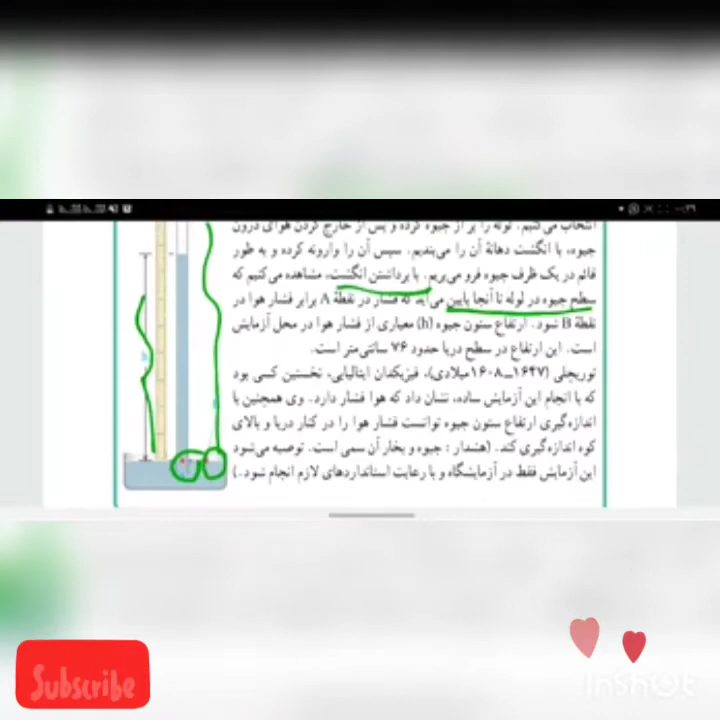 انتخاب می‌کنیم. لوله را پر از جیوه کرده و پس از خارج کردن هوای درون
جیوه، با انگشت دهانهٔ آن را می‌بندیم. سپس آن را وارونه کرده و به طور
قائم در یک ظرف جیوه فرو می‌بریم. با برداشتن انگشت، مشاهده می‌کنیم که
سطح جیوه در لوله تا آنجا پایین می‌آید که فشار در نقطهٔ A برابر فشار هوا در
نقطهٔ B شود. ارتفاع ستون جیوه (h) معیاری از فشار هوا در محل آزمایش
است. این ارتفاع در سطح دریا حدود ۷۶ سانتی‌متر است.
توریچلی (۱۶۴۷ــ۱۶۰۸میلادی)، فیزیکدان ایتالیایی، نخستین کسی بود
که با انجام این آزمایش ساده، نشان داد که هوا فشار دارد. وی همچنین با
اندازه‌گیری ارتفاع ستون جیوه توانست فشار هوا را در کنار دریا و بالای
کوه اندازه‌گیری کند. (هشدار: جیوه و بخار آن سمی است. توصیه می‌شود
این آزمایش فقط در آزمایشگاه و با رعایت استانداردهای لازم انجام شود.)
Subscribe
InShOt